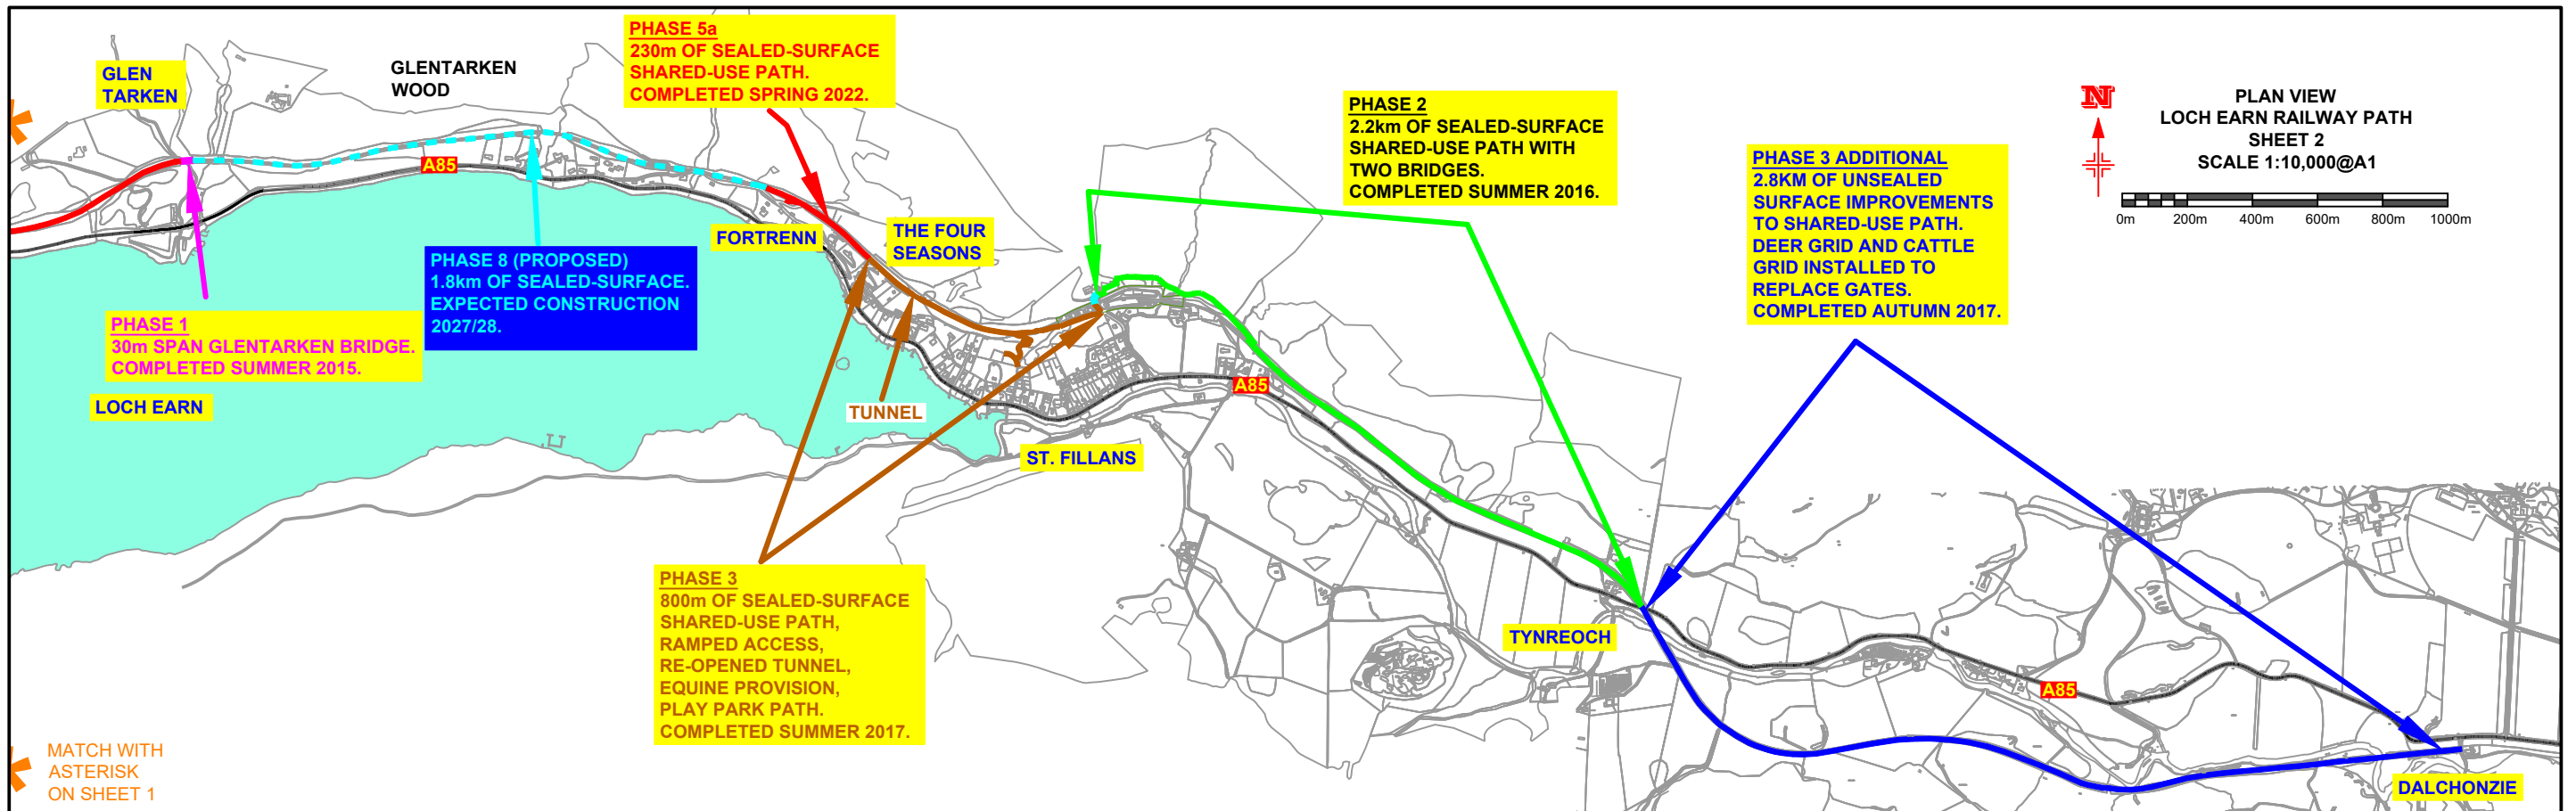 GLEN
TARKEN
GLENTARKEN
WOOD
PHASE 5a
230m OF SEALED-SURFACE
SHARED-USE PATH.
COMPLETED SPRING 2022.
PHASE 2
2.2km OF SEALED-SURFACE
SHARED-USE PATH WITH
TWO BRIDGES.
COMPLETED SUMMER 2016.
PHASE 3 ADDITIONAL
2.8KM OF UNSEALED
SURFACE IMPROVEMENTS
TO SHARED-USE PATH.
DEER GRID AND CATTLE
GRID INSTALLED TO
REPLACE GATES.
COMPLETED AUTUMN 2017.
N
PLAN VIEW
LOCH EARN RAILWAY PATH
SHEET 2
SCALE 1:10,000@A1
0m 200m 400m 600m 800m 1000m
A85
FORTRENN
THE FOUR
SEASONS
PHASE 8 (PROPOSED)
1.8km OF SEALED-SURFACE.
EXPECTED CONSTRUCTION
2027/28.
PHASE 1
30m SPAN GLENTARKEN BRIDGE.
COMPLETED SUMMER 2015.
LOCH EARN
TUNNEL
A85
ST. FILLANS
PHASE 3
800m OF SEALED-SURFACE
SHARED-USE PATH,
RAMPED ACCESS,
RE-OPENED TUNNEL,
EQUINE PROVISION,
PLAY PARK PATH.
COMPLETED SUMMER 2017.
TYNREOCH
A85
DALCHONZIE
MATCH WITH
ASTERISK
ON SHEET 1